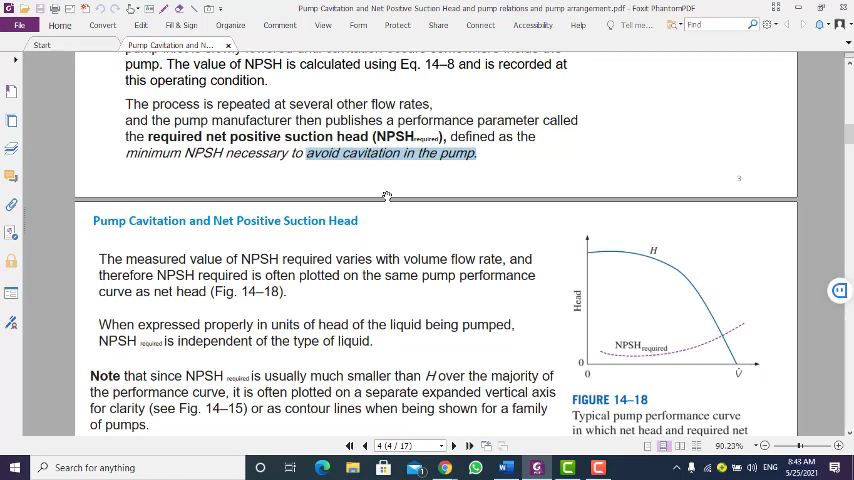 Pump Cavitation and Net Positive Suction Head and pump relations and pump arrangement.pdf - Foxit PhantomPDF
File Home Edit Fill & Sign Organize Comment View Form Protect Share Connect Accessibility Help Tell me... Find
Start Pump Cavitation and N...
pump. The value of NPSH is calculated using Eq. 14–8 and is recorded at
this operating condition.
The process is repeated at several other flow rates,
and the pump manufacturer then publishes a performance parameter called
the required net positive suction head (NPSHrequired), defined as the
minimum NPSH necessary to avoid cavitation in the pump.
3
Pump Cavitation and Net Positive Suction Head
The measured value of NPSH required varies with volume flow rate, and
therefore NPSH required is often plotted on the same pump performance
curve as net head (Fig. 14–18).
When expressed properly in units of head of the liquid being pumped,
NPSH required is independent of the type of liquid.
Note that since NPSH required is usually much smaller than H over the majority of
the performance curve, it is often plotted on a separate expanded vertical axis
for clarity (see Fig. 14–15) or as contour lines when being shown for a family
of pumps.
H
Head
NPSHrequired
0
0
V̇
FIGURE 14–18
Typical pump performance curve
in which net head and required net
4 (4 / 17) 90.23%
Search for anything
ENG 8:43 AM
5/25/2021